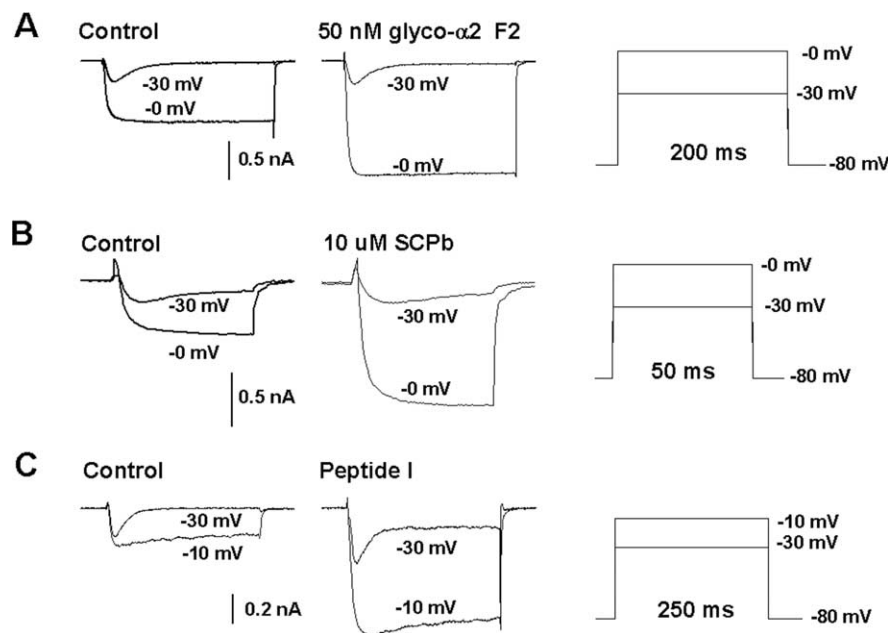 A
Control
50 nM glyco-α2 F2
-30 mV
-0 mV
0.5 nA
-30 mV
-0 mV
-0 mV
-30 mV
200 ms
-80 mV
B
Control
10 uM SCPb
-30 mV
-0 mV
0.5 nA
-30 mV
-0 mV
-0 mV
-30 mV
50 ms
-80 mV
C
Control
Peptide I
-30 mV
-10 mV
0.2 nA
-30 mV
-10 mV
-10 mV
-30 mV
250 ms
-80 mV